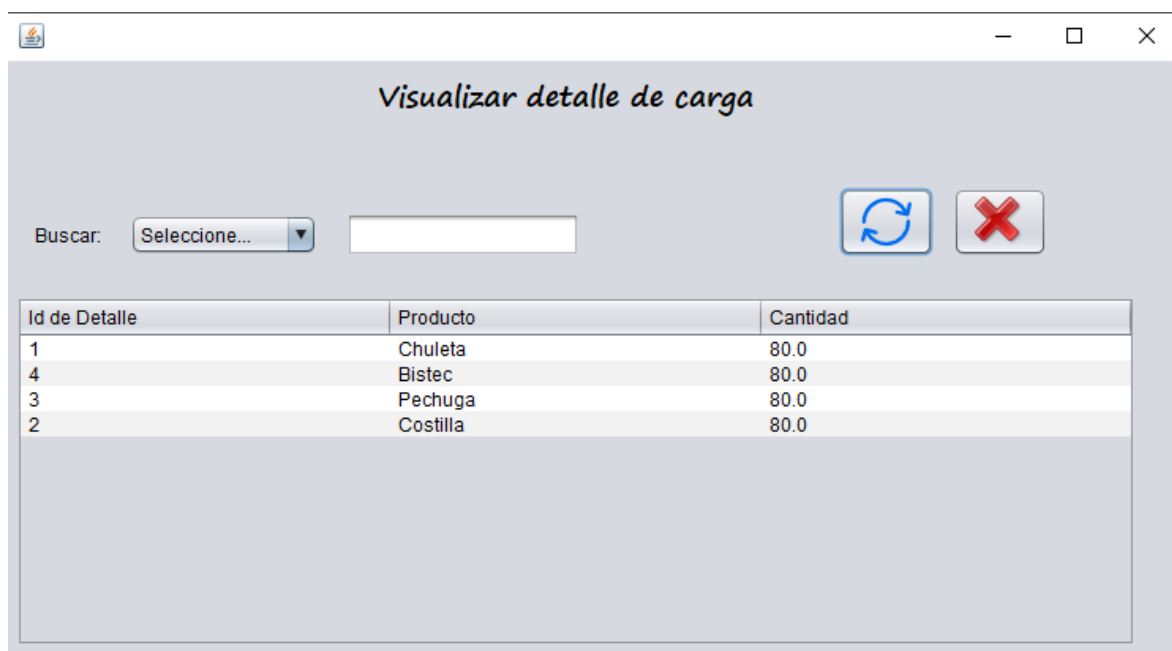 Visualizar detalle de carga
Buscar: Seleccione...
Id de Detalle Producto Cantidad
1 Chuleta 80.0
4 Bistec 80.0
3 Pechuga 80.0
2 Costilla 80.0